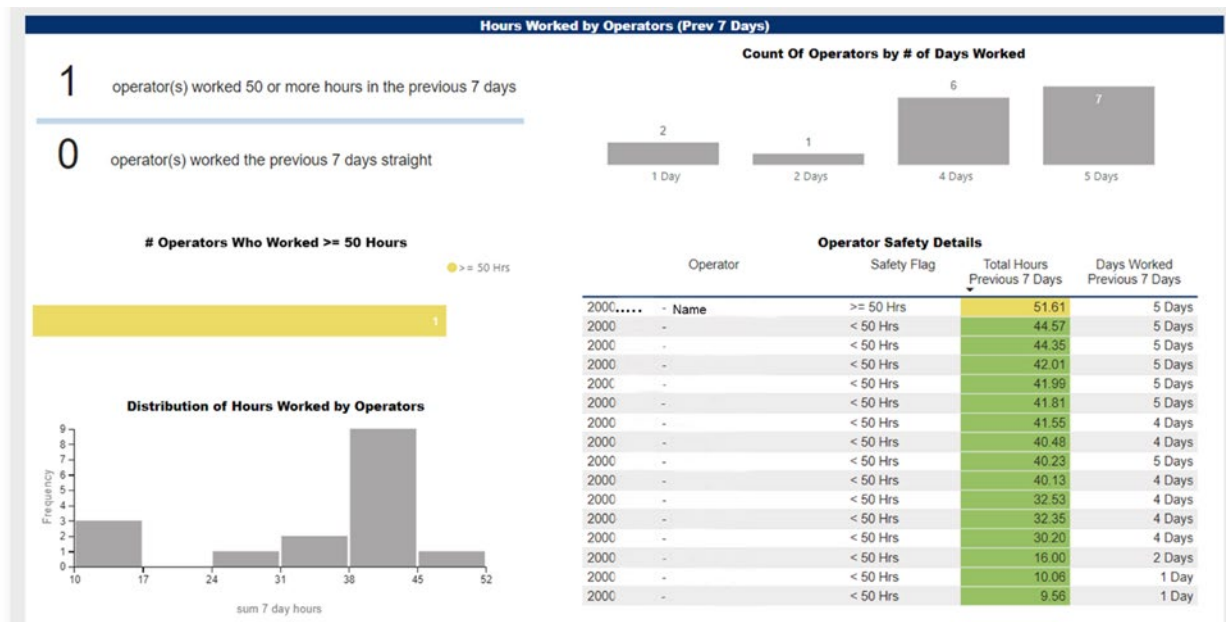 Hours Worked by Operators (Prev 7 Days)
1 operator(s) worked 50 or more hours in the previous 7 days
0 operator(s) worked the previous 7 days straight
Count Of Operators by # of Days Worked
2 1 6 7
1 Day 2 Days 4 Days 5 Days
# Operators Who Worked >= 50 Hours
>= 50 Hrs
1
Distribution of Hours Worked by Operators
Frequency
9
8
7
6
5
4
3
2
1
0
10 17 24 31 38 45 52
sum 7 day hours
Operator Safety Details
Operator Safety Flag Total Hours Previous 7 Days Days Worked Previous 7 Days
2000..... - Name >= 50 Hrs 51.61 5 Days
2000 - < 50 Hrs 44.57 5 Days
2000 - < 50 Hrs 44.35 5 Days
2000 - < 50 Hrs 42.01 5 Days
2000 - < 50 Hrs 41.99 5 Days
2000 - < 50 Hrs 41.81 5 Days
2000 - < 50 Hrs 41.55 4 Days
2000 - < 50 Hrs 40.48 4 Days
2000 - < 50 Hrs 40.23 5 Days
2000 - < 50 Hrs 40.13 4 Days
2000 - < 50 Hrs 32.53 4 Days
2000 - < 50 Hrs 32.35 4 Days
2000 - < 50 Hrs 30.20 4 Days
2000 - < 50 Hrs 16.00 2 Days
2000 - < 50 Hrs 10.06 1 Day
2000 - < 50 Hrs 9.56 1 Day